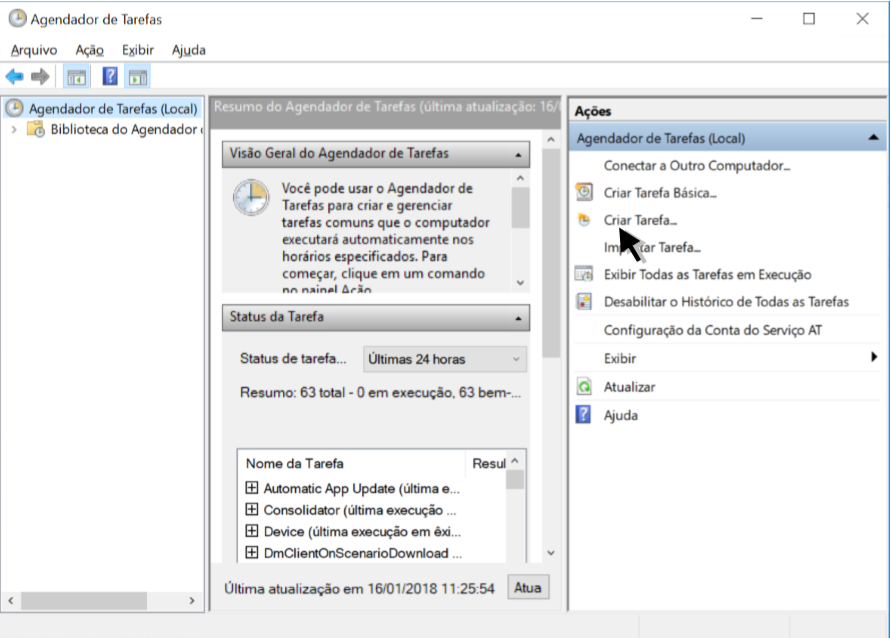 Agendador de Tarefas
Arquivo Ação Exibir Ajuda
Agendador de Tarefas (Local)
Biblioteca do Agendador
Resumo do Agendador de Tarefas (última atualização: 16/
Visão Geral do Agendador de Tarefas
Você pode usar o Agendador de
Tarefas para criar e gerenciar
tarefas comuns que o computador
executará automaticamente nos
horários especificados. Para
começar, clique em um comando
no painel Ação.
Status da Tarefa
Status de tarefa... Últimas 24 horas
Resumo: 63 total - 0 em execução, 63 bem-...
Nome da Tarefa Resul
Automatic App Update (última e...
Consolidator (última execução ...
Device (última execução em êxi...
DmClientOnScenarioDownload ...
Última atualização em 16/01/2018 11:25:54 Atua
Ações
Agendador de Tarefas (Local)
Conectar a Outro Computador...
Criar Tarefa Básica...
Criar Tarefa...
Tarefa...
Exibir Todas as Tarefas em Execução
Desabilitar o Histórico de Todas as Tarefas
Configuração da Conta do Serviço AT
Exibir
Atualizar
Ajuda